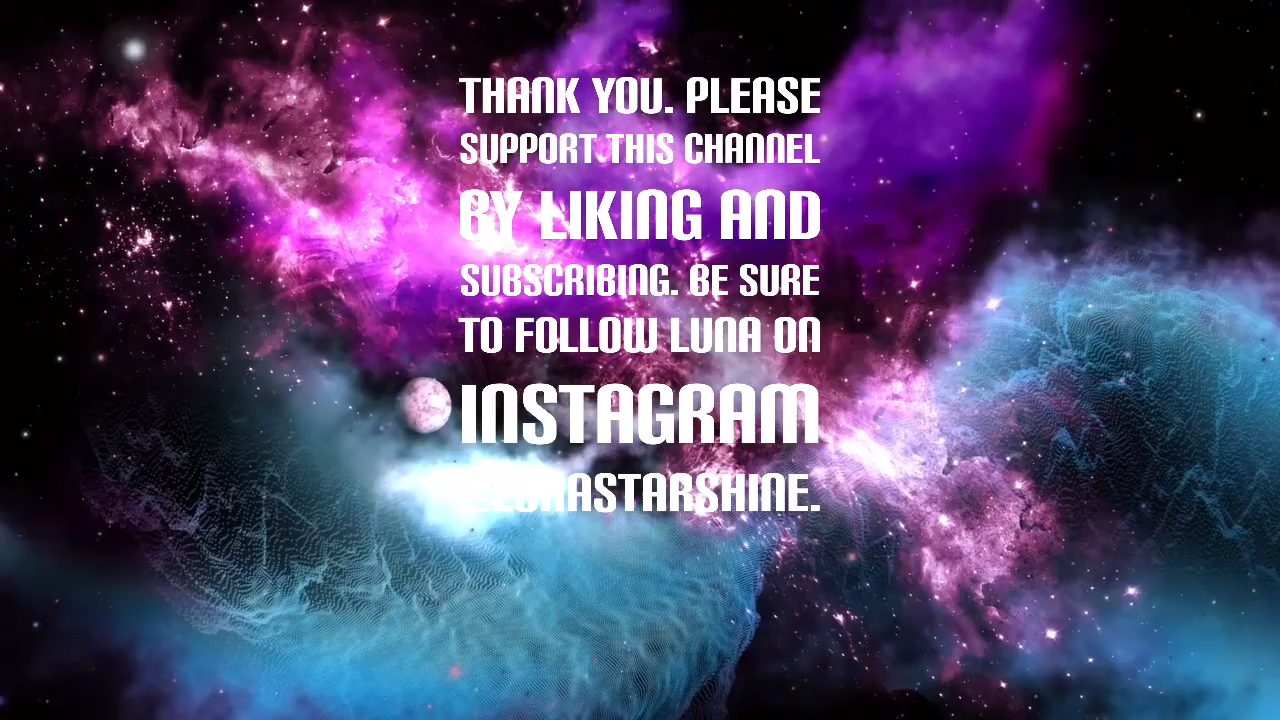 THANK YOU. PLEASE
SUPPORT THIS CHANNEL
BY LIKING AND
SUBSCRIBING. BE SURE
TO FOLLOW LUNA ON
INSTAGRAM